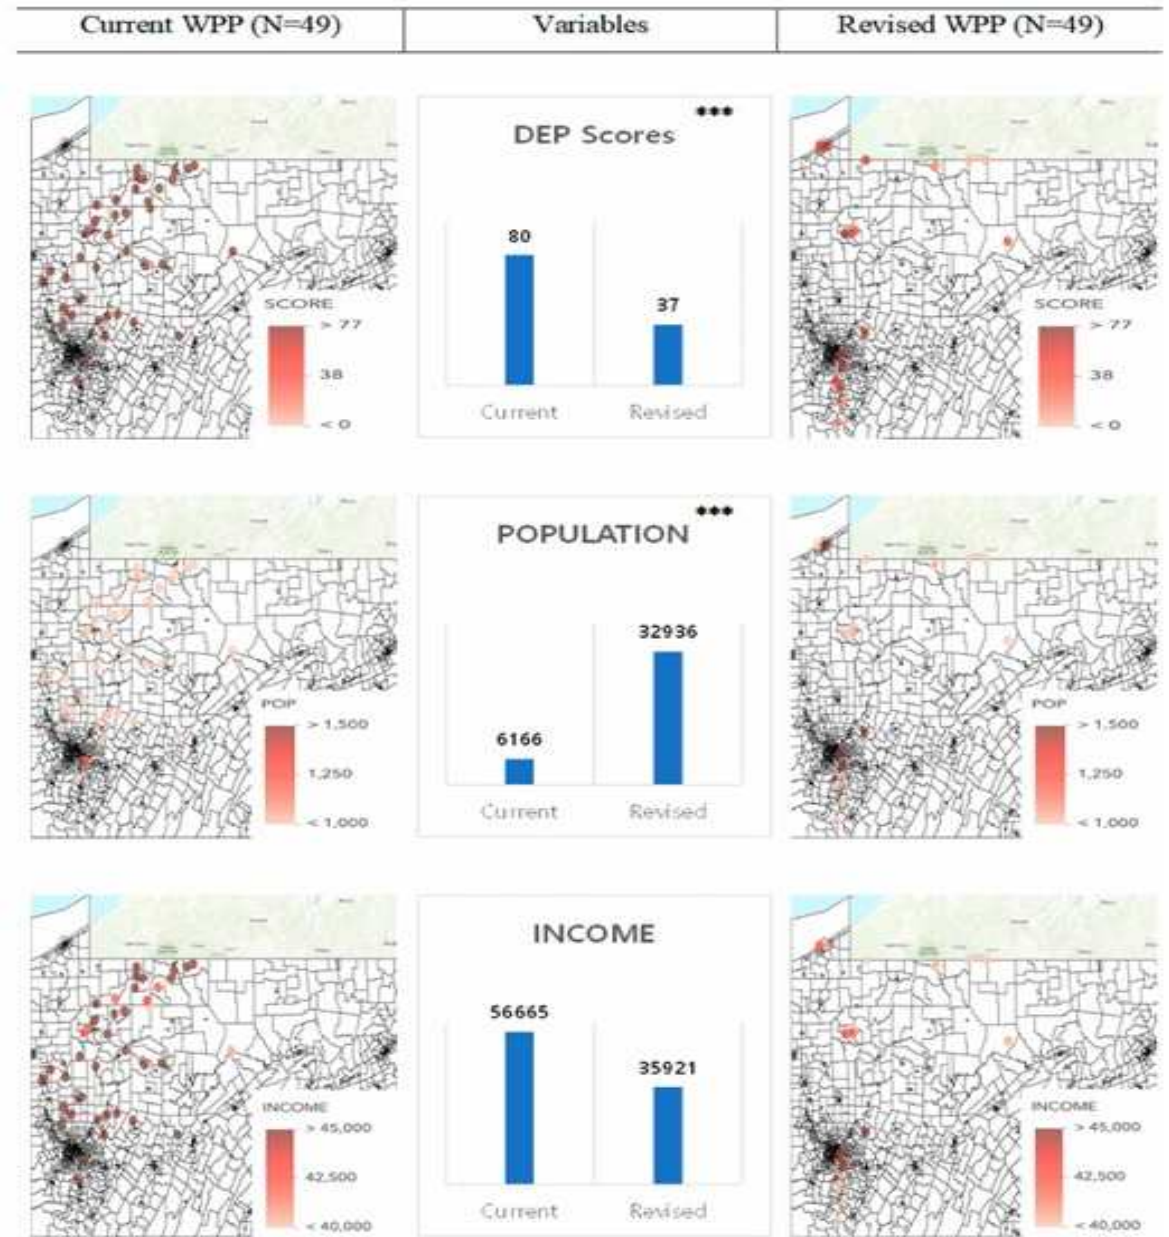 Current WPP (N=49) Variables Revised WPP (N=49)
DEP Scores
80
37
Current Revised
SCORE
> 77
38
< 0
SCORE
> 77
38
< 0
POPULATION
6166
32936
Current Revised
POP
> 1,500
1,250
< 1,000
POP
> 1,500
1,250
< 1,000
INCOME
56665
35921
Current Revised
INCOME
> 45,000
42,500
< 40,000
INCOME
> 45,000
42,500
< 40,000